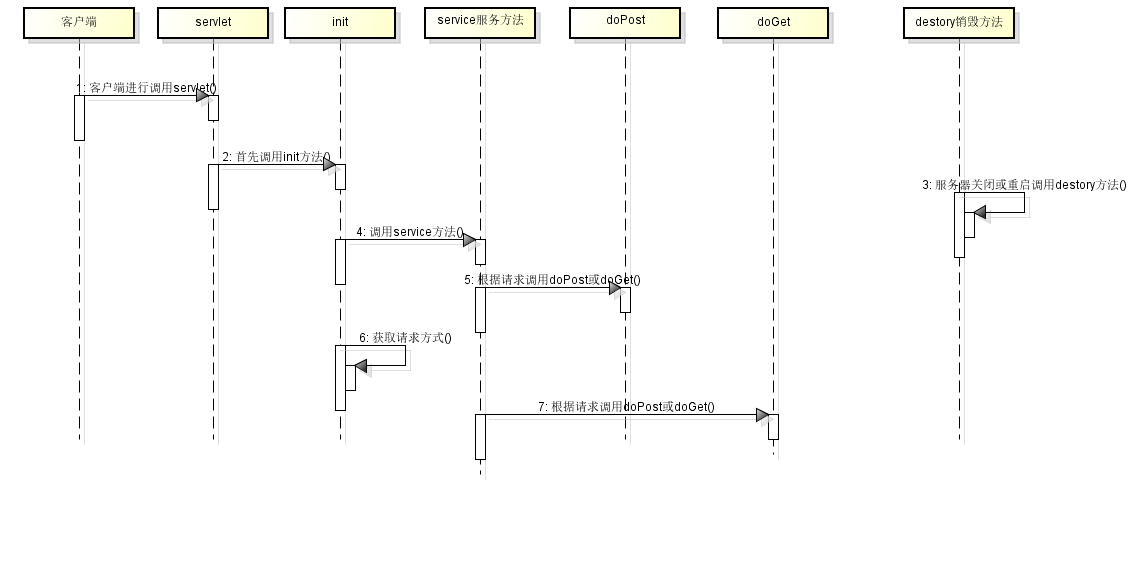 客户端
servlet
init
service服务方法
doPost
doGet
destory销毁方法
1: 客户端进行调用servlet()
2: 首先调用init方法()
3: 服务器关闭或重启调用destory方法()
4: 调用service方法()
5: 根据请求调用doPost或doGet()
6: 获取请求方式()
7: 根据请求调用doPost或doGet()